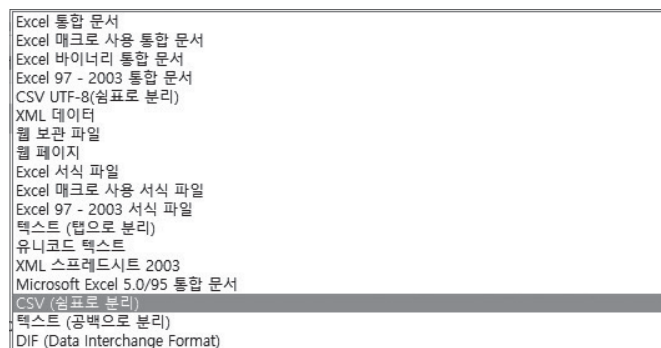 Excel 통합 문서
Excel 매크로 사용 통합 문서
Excel 바이너리 통합 문서
Excel 97 - 2003 통합 문서
CSV UTF-8(쉼표로 분리)
XML 데이터
웹 보관 파일
웹 페이지
Excel 서식 파일
Excel 매크로 사용 서식 파일
Excel 97 - 2003 서식 파일
텍스트 (탭으로 분리)
유니코드 텍스트
XML 스프레드시트 2003
Microsoft Excel 5.0/95 통합 문서
CSV (쉼표로 분리)
텍스트 (공백으로 분리)
DIF (Data Interchange Format)